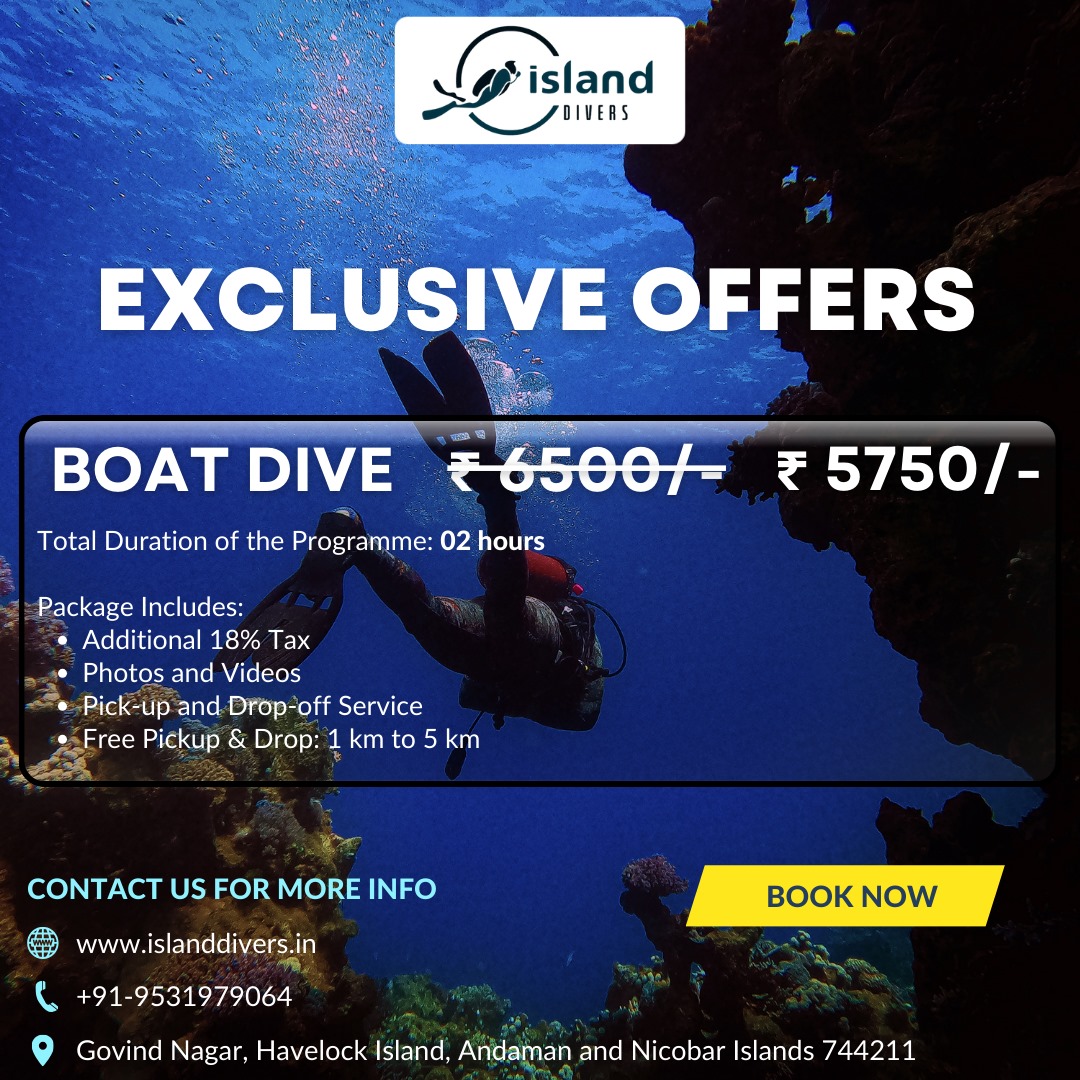 island
DIVERS
EXCLUSIVE OFFERS
BOAT DIVE ₹ 6500/- ₹ 5750/-
Total Duration of the Programme: 02 hours
Package Includes:
• Additional 18% Tax
• Photos and Videos
• Pick-up and Drop-off Service
• Free Pickup & Drop: 1 km to 5 km
CONTACT US FOR MORE INFO
BOOK NOW
www.islanddivers.in
+91-9531979064
Govind Nagar, Havelock Island, Andaman and Nicobar Islands 744211